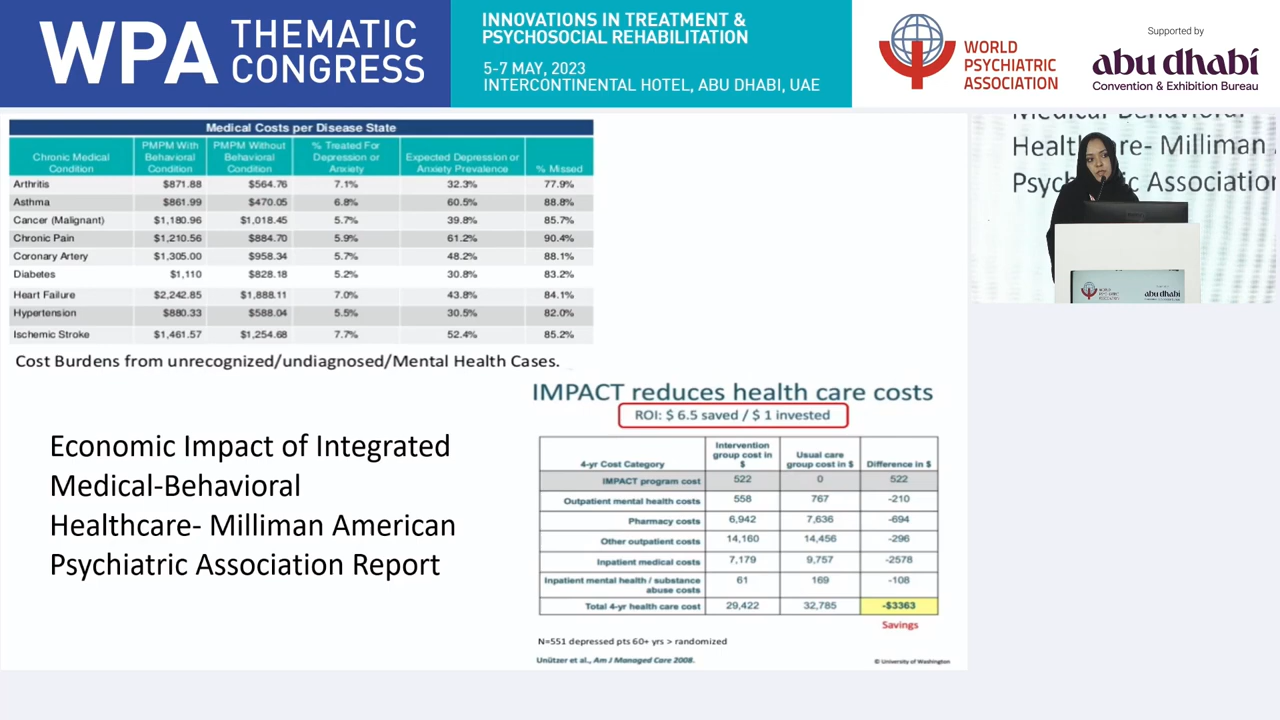 WPA THEMATIC CONGRESS
INNOVATIONS IN TREATMENT &
PSYCHOSOCIAL REHABILITATION
5-7 MAY, 2023
INTERCONTINENTAL HOTEL, ABU DHABI, UAE
WORLD
PSYCHIATRIC
ASSOCIATION
Supported by
abu dhabi
Convention & Exhibition Bureau
Medical Costs per Disease State
Chronic Medical Condition PMPM With Behavioral Condition PMPM Without Behavioral Condition % Treated For Depression or Anxiety Expected Depression or Anxiety Prevalence % Missed
Arthritis $871.88 $564.76 7.1% 32.3% 77.9%
Asthma $861.99 $470.05 6.8% 60.5% 88.8%
Cancer (Malignant) $1,180.96 $1,018.45 5.7% 39.8% 85.7%
Chronic Pain $1,210.56 $884.70 5.9% 61.2% 90.4%
Coronary Artery $1,305.00 $958.34 5.7% 48.2% 88.1%
Diabetes $1,110 $828.18 5.2% 30.8% 83.2%
Heart Failure $2,242.85 $1,888.11 7.0% 43.8% 84.1%
Hypertension $880.33 $588.04 5.5% 30.5% 82.0%
Ischemic Stroke $1,461.57 $1,254.68 7.7% 52.4% 85.2%
Cost Burdens from unrecognized/undiagnosed/Mental Health Cases.
Economic Impact of Integrated
Medical-Behavioral
Healthcare- Milliman American
Psychiatric Association Report
IMPACT reduces health care costs
ROI: $ 6.5 saved / $ 1 invested
4-yr Cost Category Intervention group cost in $ Usual care group cost in $ Difference in $
IMPACT program cost 522 0 522
Outpatient mental health costs 558 767 -210
Pharmacy costs 6,942 7,636 -694
Other outpatient costs 14,160 14,456 -296
Inpatient medical costs 7,179 9,757 -2578
Inpatient mental health / substance abuse costs 61 169 -108
Total 4-yr health care cost 29,422 32,785 -$3363
Savings
N=551 depressed pts 60+ yrs > randomized
Unützer et al., Am J Managed Care 2008.
© University of Washington
Milliman
Association
abu dhabi